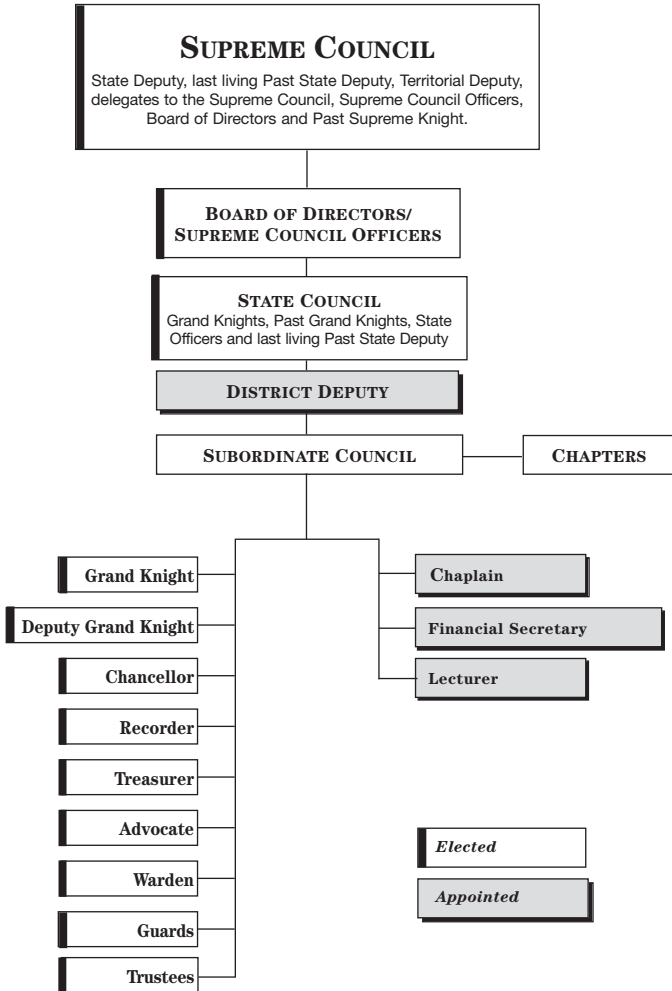 SUPREME COUNCIL
State Deputy, last living Past State Deputy, Territorial Deputy,
delegates to the Supreme Council, Supreme Council Officers,
Board of Directors and Past Supreme Knight.
BOARD OF DIRECTORS/
SUPREME COUNCIL OFFICERS
STATE COUNCIL
Grand Knights, Past Grand Knights, State
Officers and last living Past State Deputy
DISTRICT DEPUTY
SUBORDINATE COUNCIL
CHAPTERS
Grand Knight
Deputy Grand Knight
Chancellor
Recorder
Treasurer
Advocate
Warden
Guards
Trustees
Chaplain
Financial Secretary
Lecturer
Elected
Appointed